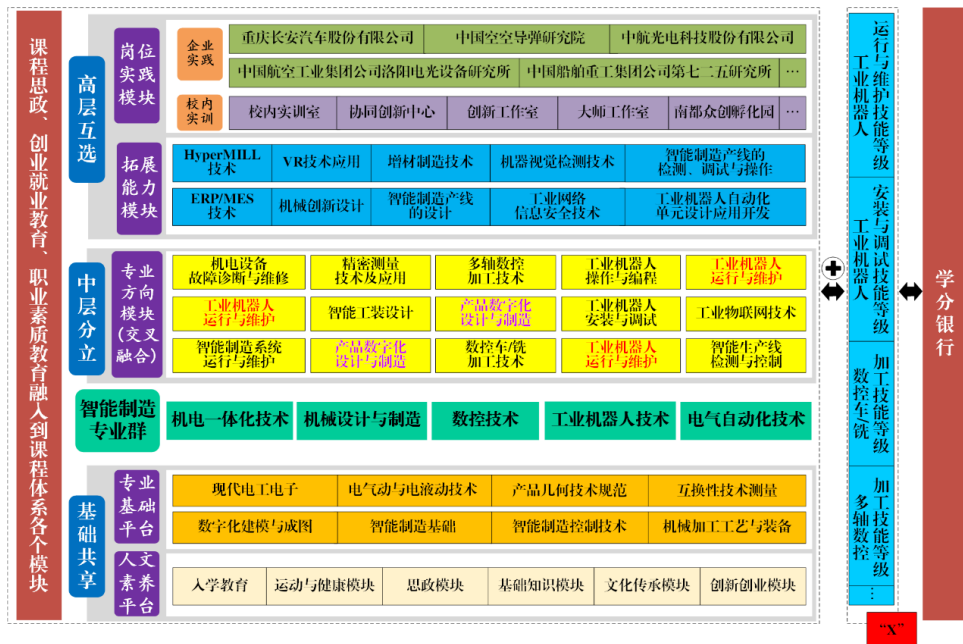 课程思政、创业就业教育、职业素质教育融入到课程体系各个模块
高层互选
岗位
实践
模块
企业
实践
重庆长安汽车股份有限公司
中国空空导弹研究院
中航光电科技股份有限公司
中国航空工业集团公司洛阳电光设备研究所
中国船舶重工集团公司第七二五研究所
…
校内
实训
校内实训室
协同创新中心
创新工作室
大师工作室
南都众创孵化园
…
拓展
能力
模块
HyperMILL
技术
VR技术应用
增材制造技术
机器视觉检测技术
智能制造产线的
检测、调试与操作
ERP/MES
技术
机械创新设计
智能制造产线
的设计
工业网络
信息安全技术
工业机器人自动化
单元设计应用开发
中层分立
专业
方向
模块
(交叉
融合)
机电设备
故障诊断与维修
精密测量
技术及应用
多轴数控
加工技术
工业机器人
操作与编程
工业机器人
运行与维护
工业机器人
运行与维护
智能工装设计
产品数字化
设计与制造
工业机器人
安装与调试
工业物联网技术
智能制造系统
运行与维护
产品数字化
设计与制造
数控车/铣
加工技术
工业机器人
运行与维护
智能生产线
检测与控制
智能制造
专业群
机电一体化技术
机械设计与制造
数控技术
工业机器人技术
电气自动化技术
基础共享
专业
基础
平台
现代电工电子
电气动与电液动技术
产品几何技术规范
互换性技术测量
数字化建模与成图
智能制造基础
智能制造控制技术
机械加工工艺与装备
人文
素养
平台
入学教育
运动与健康模块
思政模块
基础知识模块
文化传承模块
创新创业模块
+
工业机器人
运行与维护技能等级
工业机器人
安装与调试技能等级
数控车/铣
加工技能等级
多轴数控
加工技能等级
…
“X”
学分银行